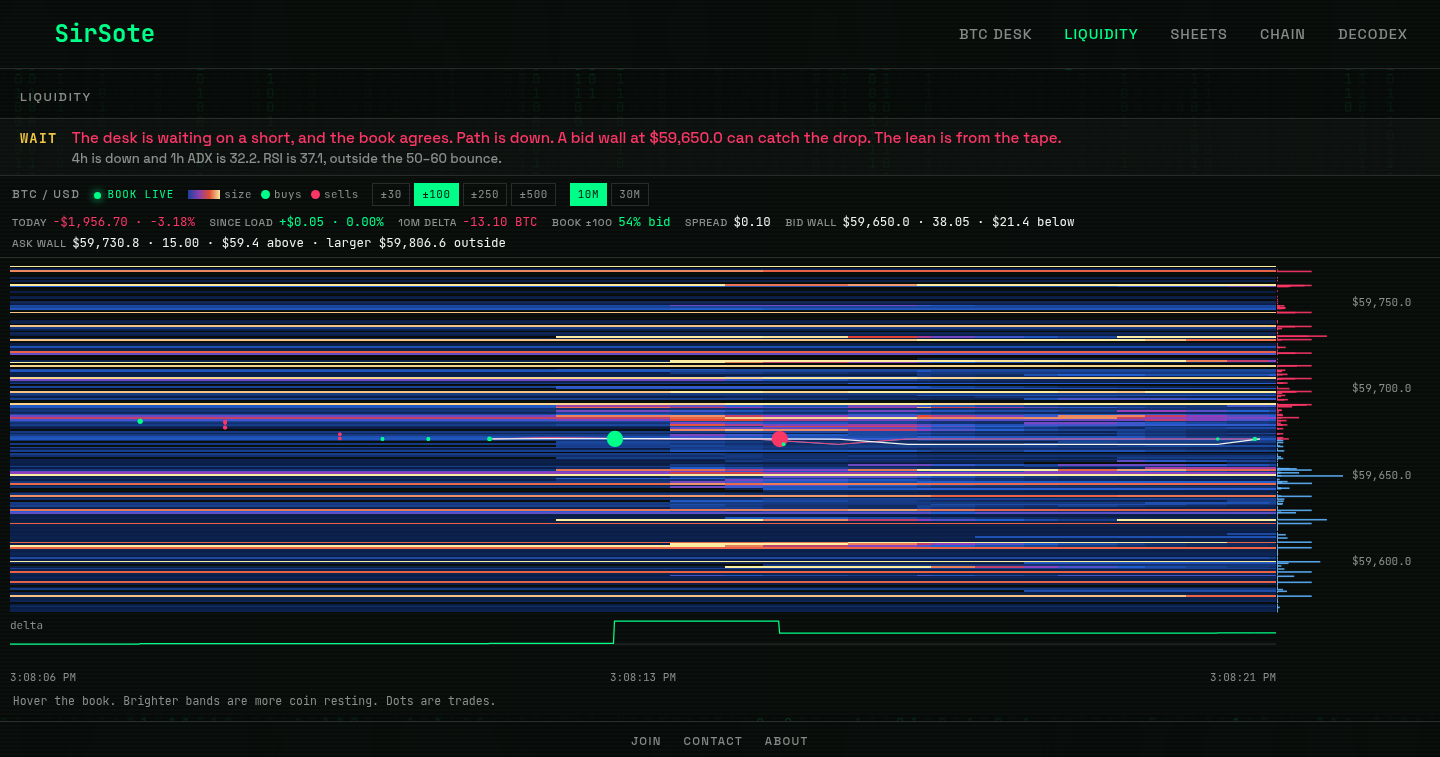 SirSote
BTC DESK LIQUIDITY SHEETS CHAIN DECODEX
LIQUIDITY
WAIT The desk is waiting on a short, and the book agrees. Path is down. A bid wall at $59,650.0 can catch the drop. The lean is from the tape.
4h is down and 1h ADX is 32.2. RSI is 37.1, outside the 50–60 bounce.
BTC / USD BOOK LIVE size buys sells ±30 ±100 ±250 ±500 10M 30M
TODAY -$1,956.70 · -3.18% SINCE LOAD +$0.05 · 0.00% 10M DELTA -13.10 BTC BOOK ±100 54% bid SPREAD $0.10 BID WALL $59,650.0 · 38.05 · $21.4 below
ASK WALL $59,730.8 · 15.00 · $59.4 above · larger $59,806.6 outside
$59,750.0
$59,700.0
$59,650.0
$59,600.0
delta
3:08:06 PM 3:08:13 PM 3:08:21 PM
Hover the book. Brighter bands are more coin resting. Dots are trades.
JOIN CONTACT ABOUT